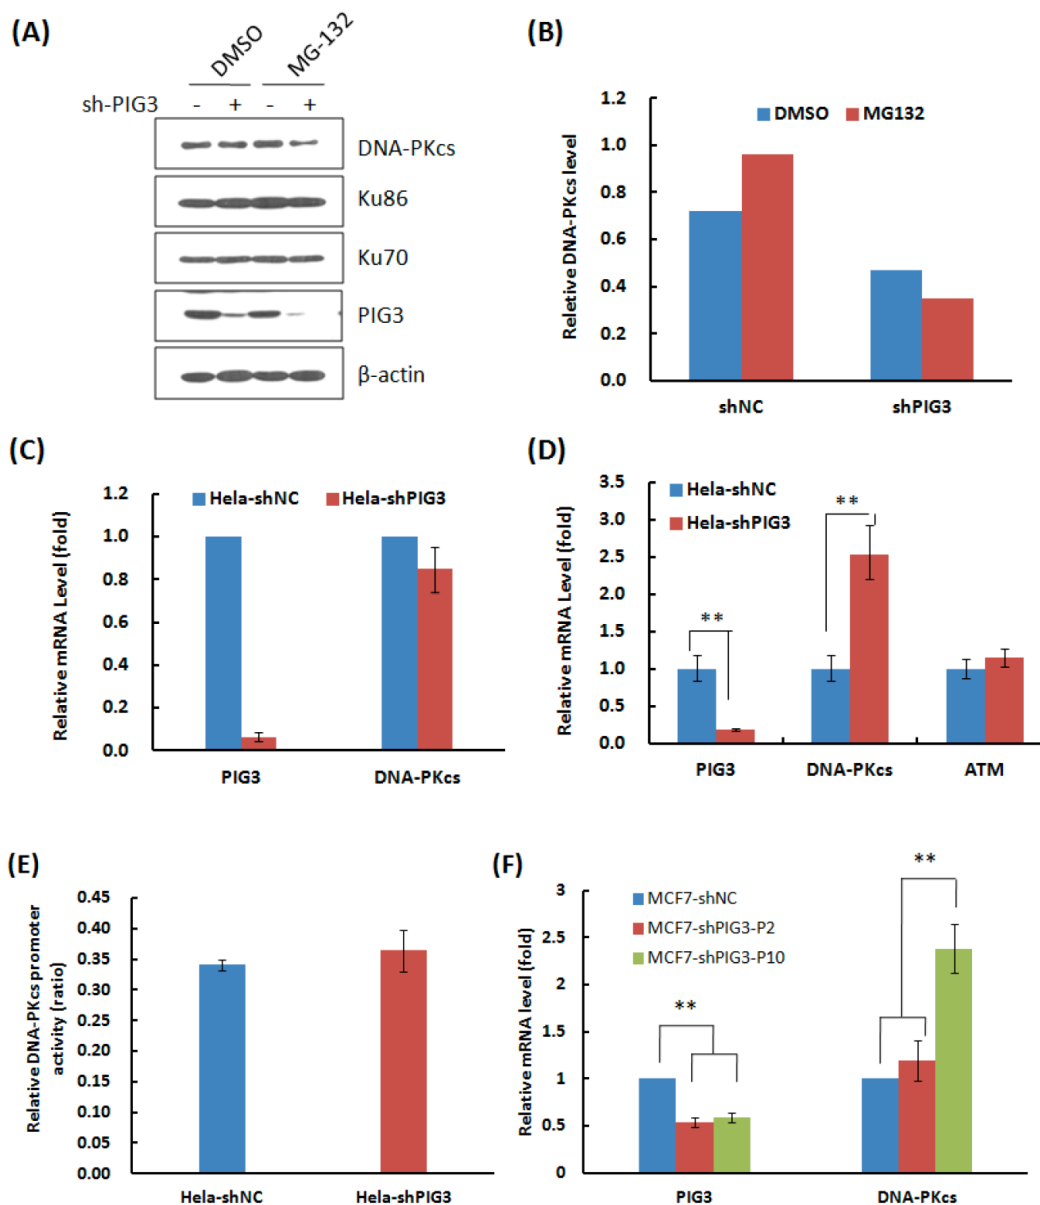 (A)
DMSO
MG-132
sh-PIG3 - + - +
DNA-PKcs
Ku86
Ku70
PIG3
β-actin
(B)
Reletive DNA-PKcs level
1.2
1.0
0.8
0.6
0.4
0.2
0.0
DMSO MG132
shNC shPIG3
(C)
Relative mRNA Level (fold)
1.2
1.0
0.8
0.6
0.4
0.2
0.0
Hela-shNC Hela-shPIG3
PIG3 DNA-PKcs
(D)
Relative mRNA Level (fold)
3.5
3.0
2.5
2.0
1.5
1.0
0.5
0.0
Hela-shNC
Hela-shPIG3
**
**
PIG3 DNA-PKcs ATM
(E)
Relative DNA-PKcs promoter
activity (ratio)
0.45
0.40
0.35
0.30
0.25
0.20
0.15
0.10
0.05
0.00
Hela-shNC Hela-shPIG3
(F)
Relative mRNA level (fold)
3
2.5
2
1.5
1
0.5
0
MCF7-shNC
MCF7-shPIG3-P2
MCF7-shPIG3-P10
**
**
PIG3 DNA-PKcs